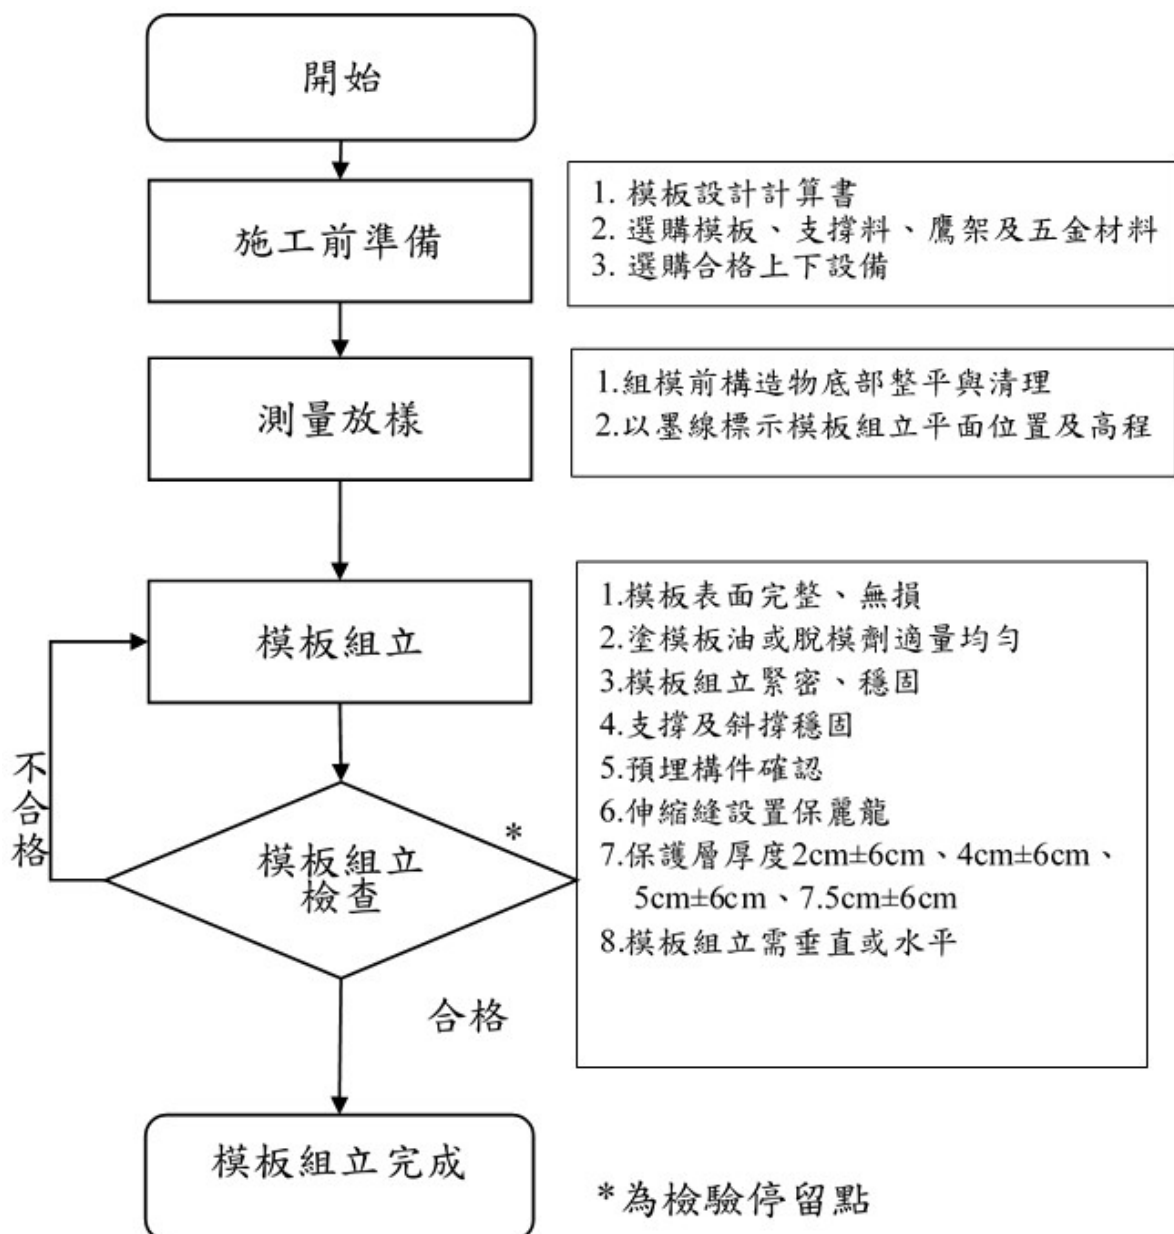 開始
施工前準備
1. 模板設計計算書
2. 選購模板、支撐料、鷹架及五金材料
3. 選購合格上下設備
測量放樣
1.組模前構造物底部整平與清理
2.以墨線標示模板組立平面位置及高程
模板組立
1.模板表面完整、無損
2.塗模板油或脫模劑適量均勻
3.模板組立緊密、穩固
4.支撐及斜撐穩固
5.預埋構件確認
6.伸縮縫設置保麗龍
7.保護層厚度2cm±6cm、4cm±6cm、
5cm±6cm、7.5cm±6cm
8.模板組立需垂直或水平
不合格
*
模板組立
檢查
合格
模板組立完成
*為檢驗停留點